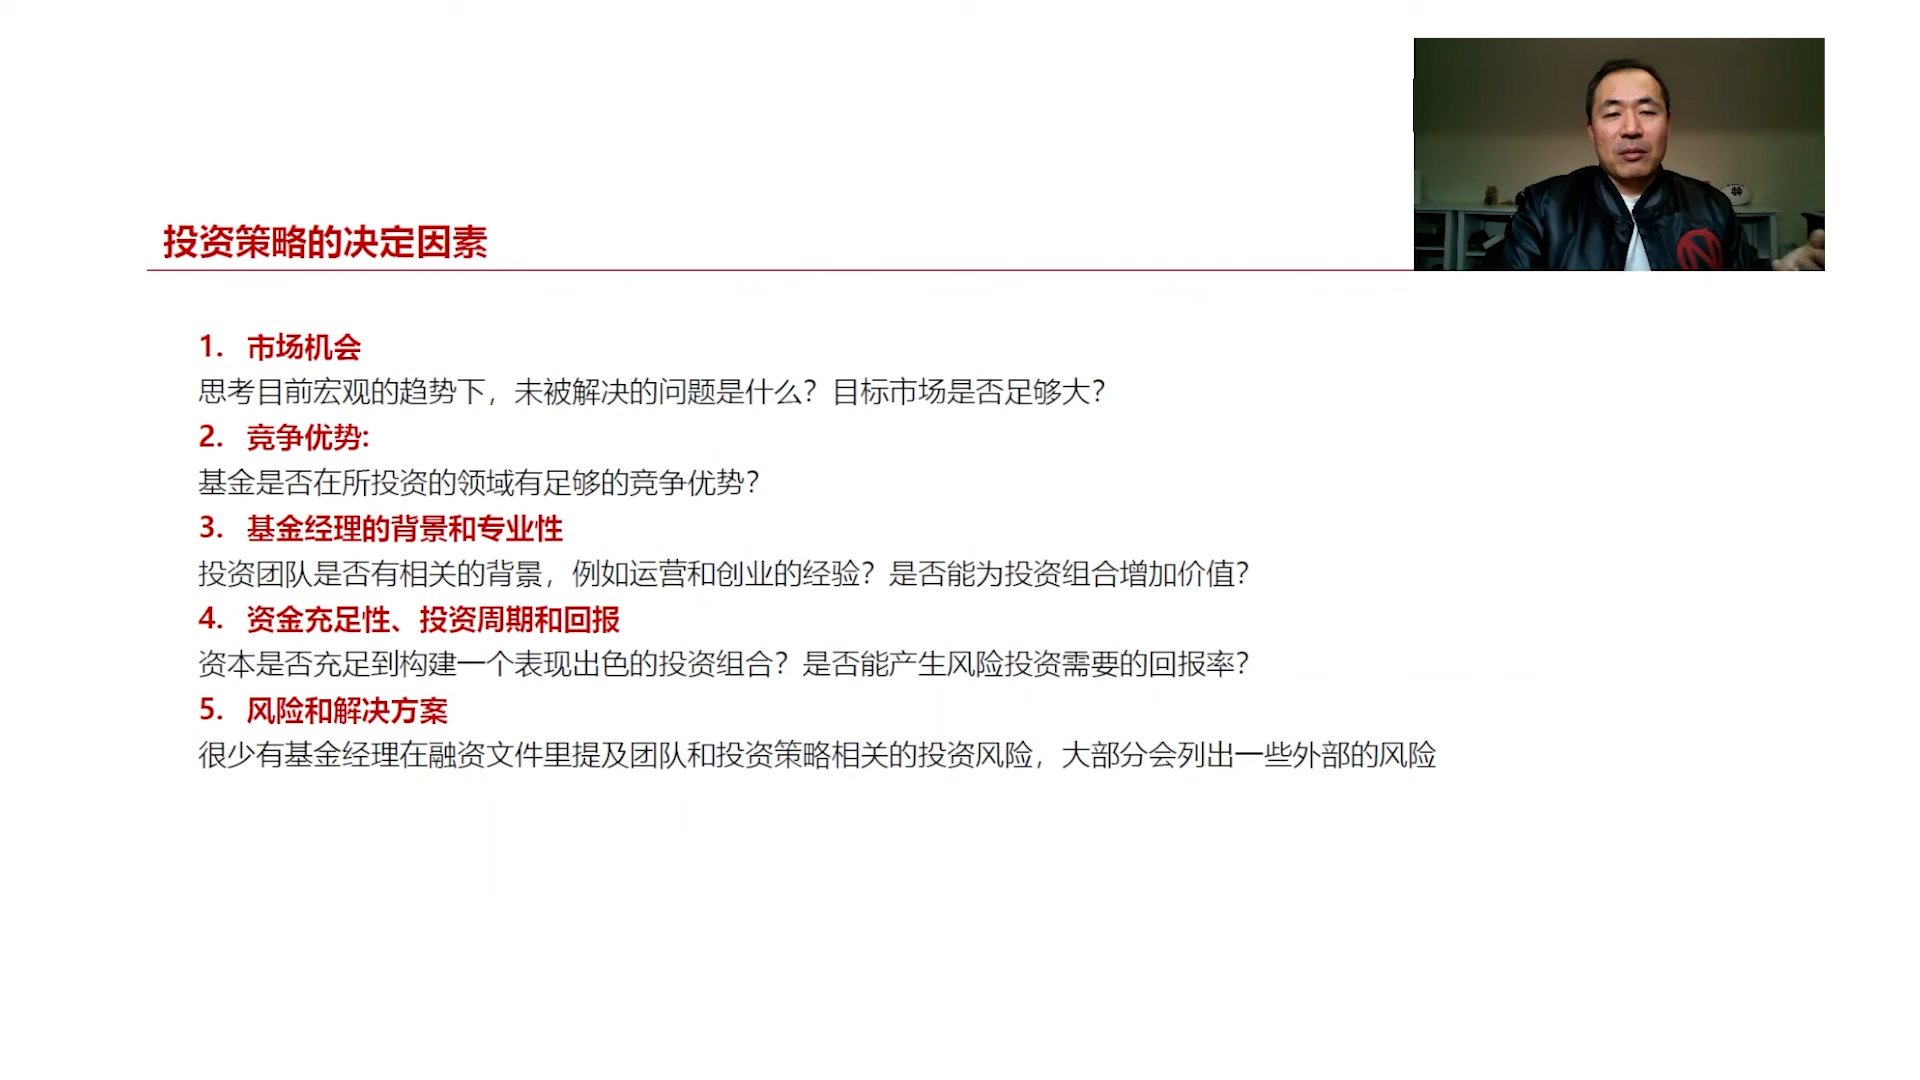 投资策略的决定因素
1. 市场机会
思考目前宏观的趋势下，未被解决的问题是什么？目标市场是否足够大？
2. 竞争优势:
基金是否在所投资的领域有足够的竞争优势？
3. 基金经理的背景和专业性
投资团队是否有相关的背景，例如运营和创业的经验？是否能为投资组合增加价值？
4. 资金充足性、投资周期和回报
资本是否充足到构建一个表现出色的投资组合？是否能产生风险投资需要的回报率？
5. 风险和解决方案
很少有基金经理在融资文件里提及团队和投资策略相关的投资风险，大部分会列出一些外部的风险